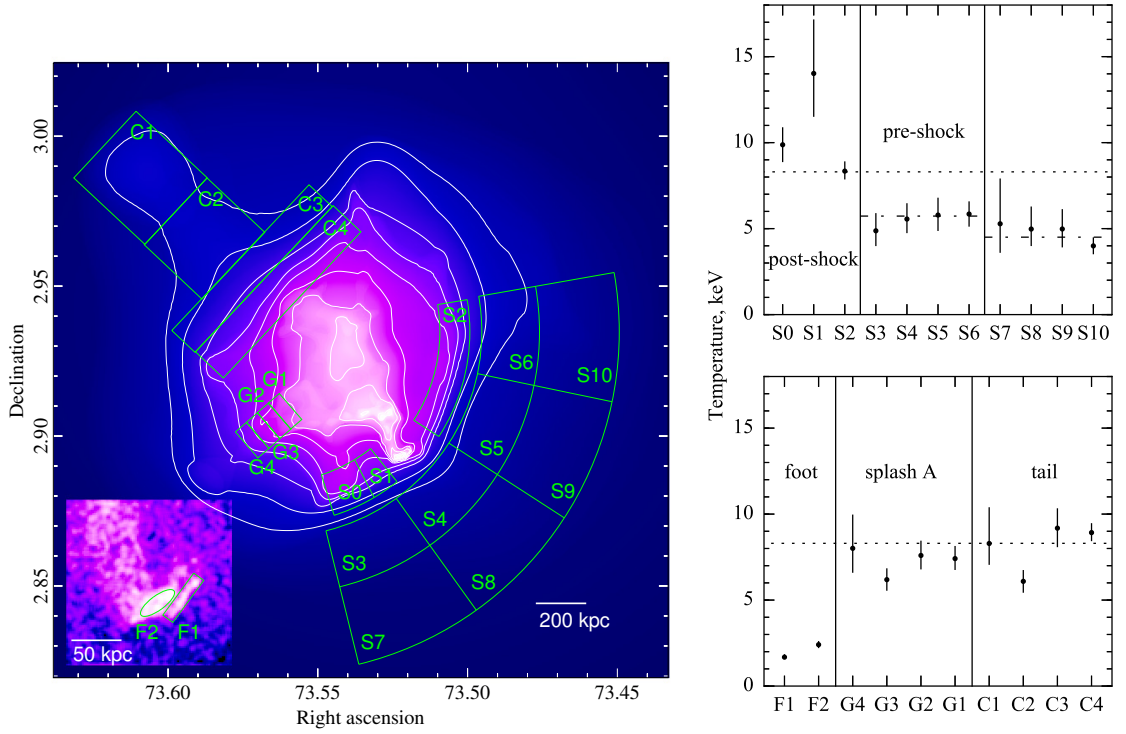 Declination
3.00
2.95
2.90
2.85
73.60
73.55
73.50
73.45
Right ascension
C1
C2
C3
C4
S2
S6
S10
G1
G2
G3
G4
S1
S0
S5
S9
S4
S3
S8
S7
200 kpc
F2
F1
50 kpc
Temperature, keV
15
10
5
0
pre-shock
post-shock
S0 S1 S2 S3 S4 S5 S6 S7 S8 S9 S10
15
10
5
0
foot splash A tail
F1 F2 G4 G3 G2 G1 C1 C2 C3 C4